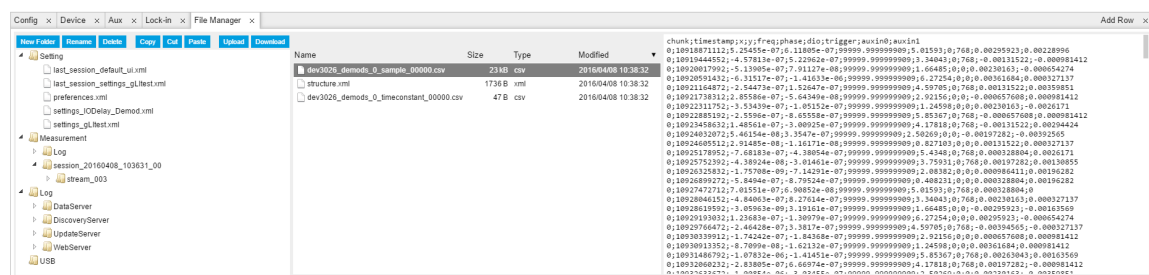 Config × Device × Aux × Lock-in × File Manager × Add Row ×
New Folder Rename Delete Copy Cut Paste Upload Download
Setting
last_session_default_ui.xml
last_session_settings_gLItest.xml
preferences.xml
settings_IODelay_Demod.xml
settings_gLItest.xml
Measurement
Log
session_20160408_103631_00
stream_003
Log
DataServer
DiscoveryServer
UpdateServer
WebServer
USB
Name Size Type Modified
dev3026_demods_0_sample_00000.csv 23 kB csv 2016/04/08 10:38:32
structure.xml 1736 B xml 2016/04/08 10:38:32
dev3026_demods_0_timeconstant_00000.csv 47 B csv 2016/04/08 10:38:32
chunk;timestamp;x;y;freq;phase;dio;trigger;auxin0;auxin1
0;10918871112;5.25455e-07;6.11805e-07;99999.999999909;5.01593;0;768;0.00295923;0.00228996
0;10919444552;-4.57813e-07;5.22962e-07;99999.999999909;3.34043;768;-0.00131522;-0.000981412
0;10920017992;-5.13905e-07;7.91127e-08;99999.999999909;1.66485;0;0;0.00230163;-0.000654274
0;10920591432;-6.31517e-07;-1.41633e-06;99999.999999909;6.27254;0;0;0.00361684;0.000327137
0;10921164872;-2.54473e-07;1.52647e-07;99999.999999909;4.59705;0;768;0.00131522;0.00359851
0;10921738312;2.85586e-07;-5.64349e-08;99999.999999909;2.92156;0;0;-0.000657608;0.000981412
0;10922311752;-3.53439e-07;-1.05152e-07;99999.999999909;1.24598;0;0;0.00230163;-0.0026171
0;10922885192;-2.5596e-07;-8.65558e-07;99999.999999909;5.85367;0;768;-0.000657608;0.000981412
0;10923458632;1.48561e-07;-3.00925e-07;99999.999999909;4.17818;0;768;-0.00131522;0.00294424
0;10924032072;5.46154e-08;3.3547e-07;99999.999999909;2.50269;0;0;-0.00197282;-0.00392565
0;10924605512;2.91485e-08;-1.16171e-08;99999.999999909;0.827103;0;0;0.00131522;0.000327137
0;10925178952;-7.68183e-07;-4.38054e-07;99999.999999909;5.4348;0;768;0.000328804;0.0026171
0;10925752392;-4.38924e-08;-3.01461e-07;99999.999999909;3.75931;0;768;0.00197282;0.00130855
0;10926325832;-1.75708e-09;-7.14291e-07;99999.999999909;2.08382;0;0;0.000986411;0.00196282
0;10926899272;-5.8494e-07;-8.79524e-07;99999.999999909;0.408231;0;0;0.000328804;0.00196282
0;10927472712;7.01551e-07;6.90852e-08;99999.999999909;5.01593;0;768;0.000328804;0
0;10928046152;-4.84063e-07;8.27614e-07;99999.999999909;3.34043;0;768;0.00230163;0.000327137
0;10928619592;-3.05963e-09;3.19161e-07;99999.999999909;1.66485;0;0;-0.00295923;-0.00163569
0;10929193032;1.23683e-07;-1.30979e-07;99999.999999909;6.27254;0;0;0.00295923;-0.000654274
0;10929766472;-2.46428e-07;3.3817e-07;99999.999999909;4.59705;768;-0.00394565;-0.000327137
0;10930339912;-1.74242e-07;-1.84368e-07;99999.999999909;2.92156;0;0;0.000657608;0.000981412
0;10930913352;-8.7099e-08;-1.62132e-07;99999.999999909;1.24598;0;0;0.00361684;0.000981412
0;10931486792;-1.07832e-06;-1.41451e-07;99999.999999909;5.85367;0;768;0.00263043;0.00163569
0;10932060232;-2.83805e-07;6.66974e-07;99999.999999909;4.17818;0;768;0.00197282;-0.000981412